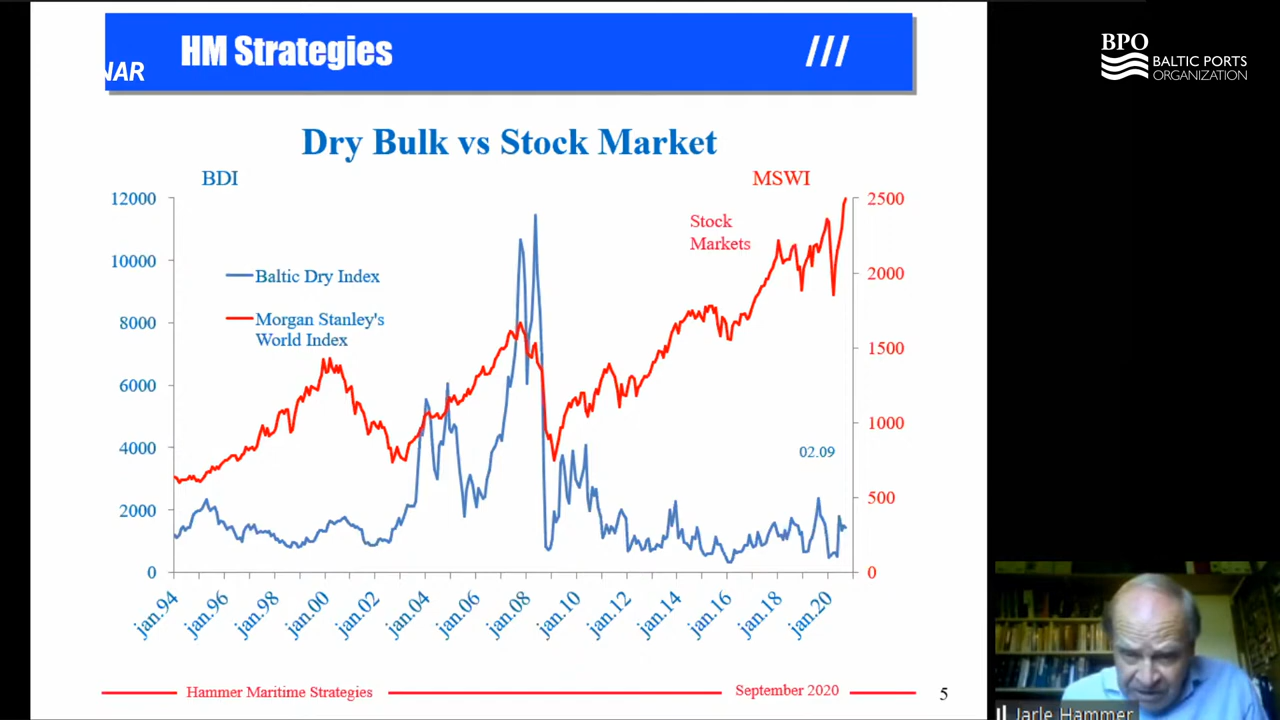 HM Strategies
///
NAR
BPO
BALTIC PORTS
ORGANIZATION
Dry Bulk vs Stock Market
BDI
MSWI
12000
10000
8000
6000
4000
2000
0
2500
2000
1500
1000
500
0
Stock
Markets
Baltic Dry Index
Morgan Stanley's
World Index
02.09
jan.94
jan.96
jan.98
jan.00
jan.02
jan.04
jan.06
jan.08
jan.10
jan.12
jan.14
jan.16
jan.18
jan.20
Hammer Maritime Strategies
September 2020
5
Jarle Hammer